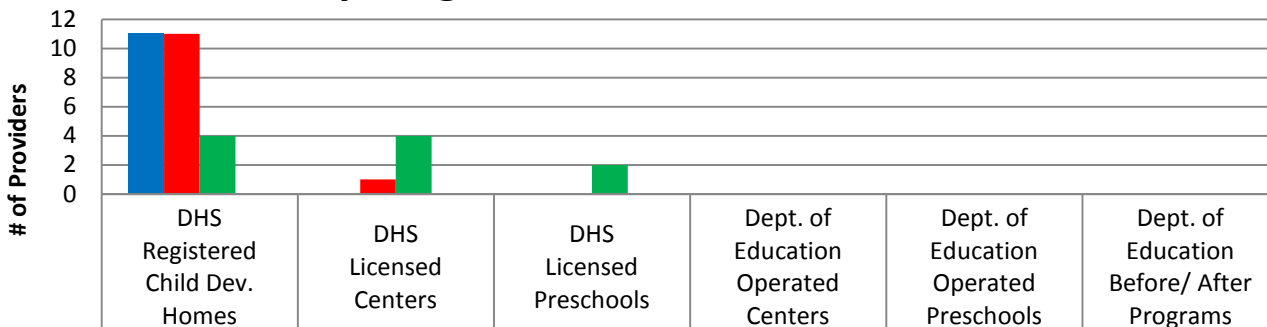 12
10
8
6
4
2
0
# of Providers
DHS
Registered
Child Dev.
Homes
DHS
Licensed
Centers
DHS
Licensed
Preschools
Dept. of
Education
Operated
Centers
Dept. of
Education
Operated
Preschools
Dept. of
Education
Before/ After
Programs